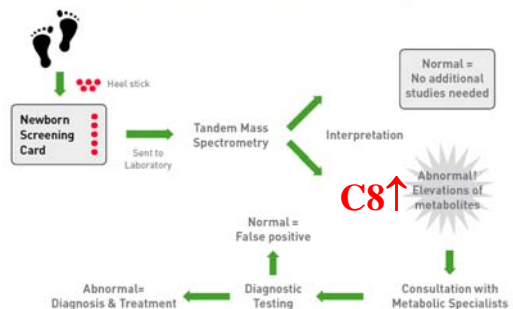 Heel stick
Newborn
Screening
Card
Sent to
Laboratory
Tandem Mass
Spectrometry
Interpretation
Normal =
No additional
studies needed
C8↑
Abnormal!
Elevations of
metabolites
Consultation with
Metabolic Specialists
Diagnostic
Testing
Normal =
False positive
Abnormal=
Diagnosis & Treatment